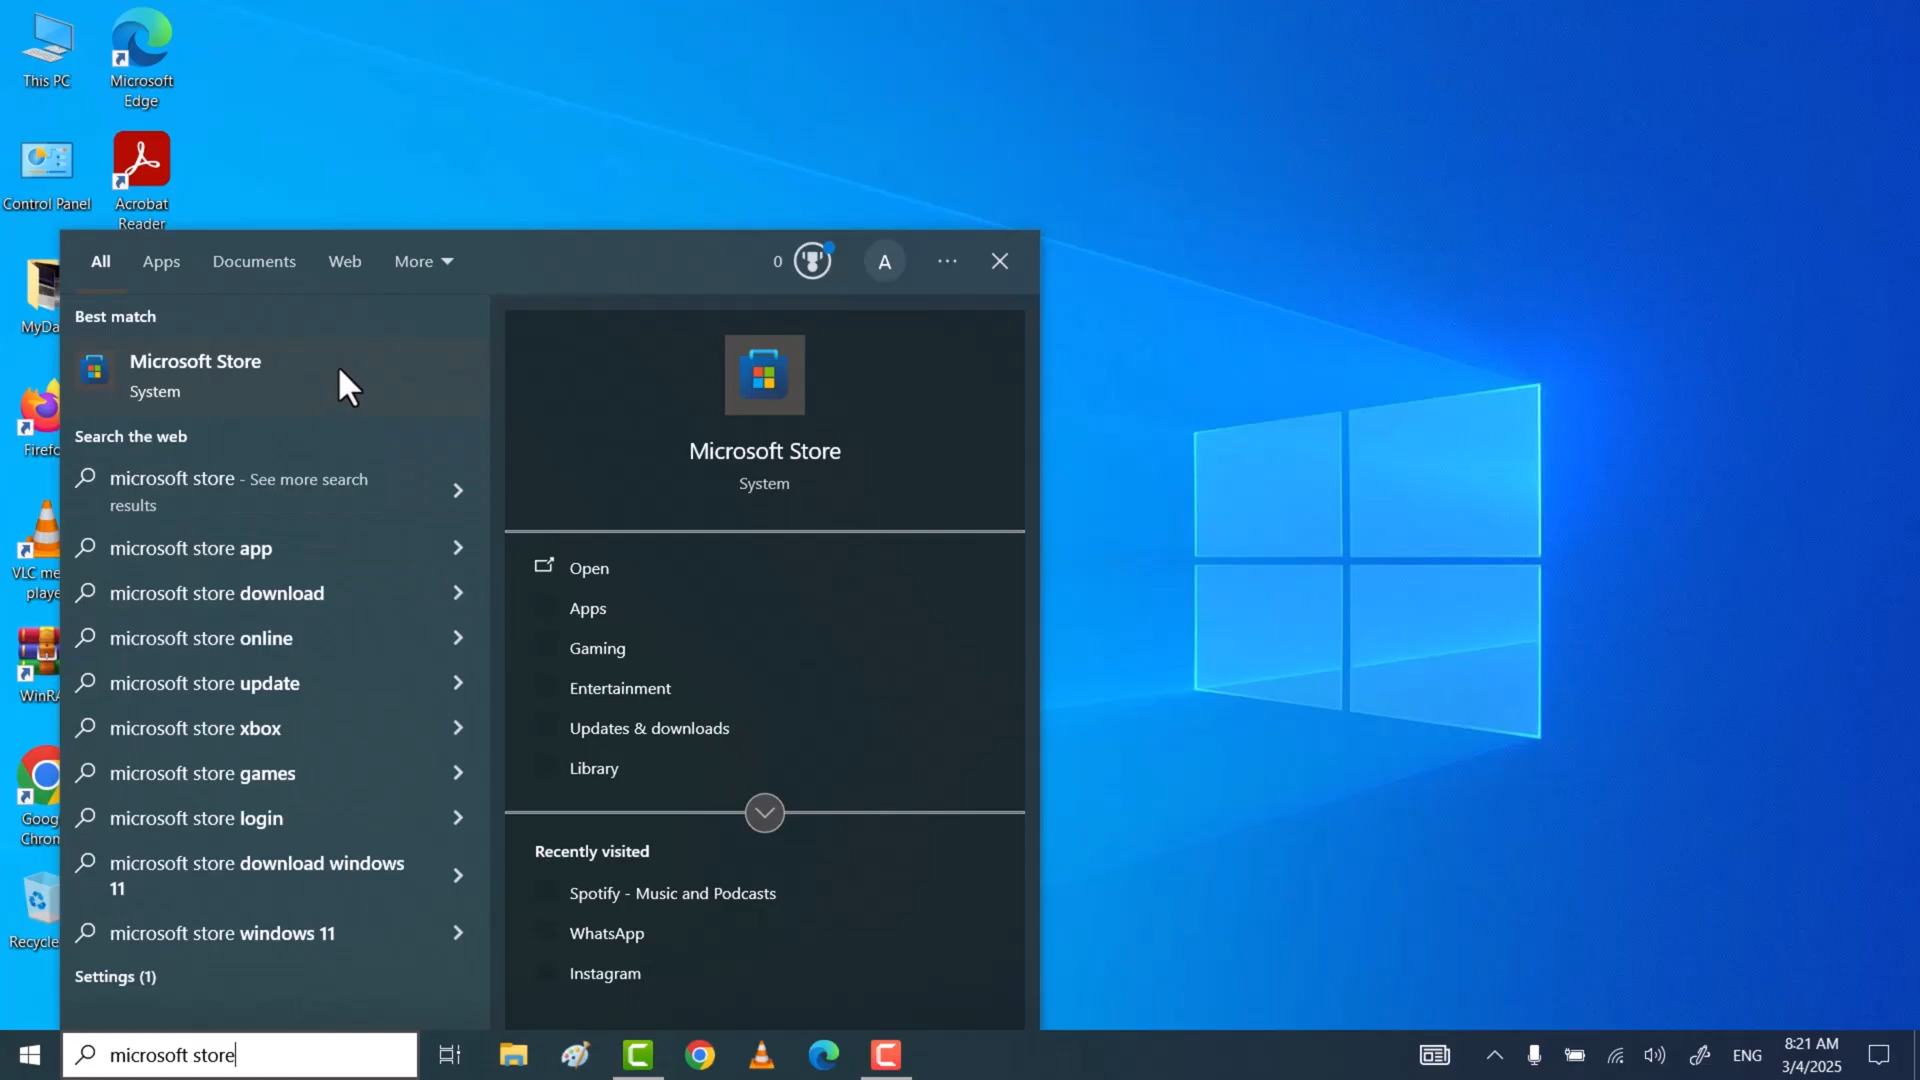 This PC
Microsoft
Edge
Control Panel
Acrobat
Reader
MyDa
Firefo
VLC me
playe
WinRA
Goog
Chron
Recycle
All
Apps
Documents
Web
More
0
A
Best match
Microsoft Store
System
Search the web
microsoft store - See more search
results
microsoft store app
microsoft store download
microsoft store online
microsoft store update
microsoft store xbox
microsoft store games
microsoft store login
microsoft store download windows
11
microsoft store windows 11
Settings (1)
Microsoft Store
System
Open
Apps
Gaming
Entertainment
Updates & downloads
Library
Recently visited
Spotify - Music and Podcasts
WhatsApp
Instagram
microsoft store
ENG
8:21 AM
3/4/2025